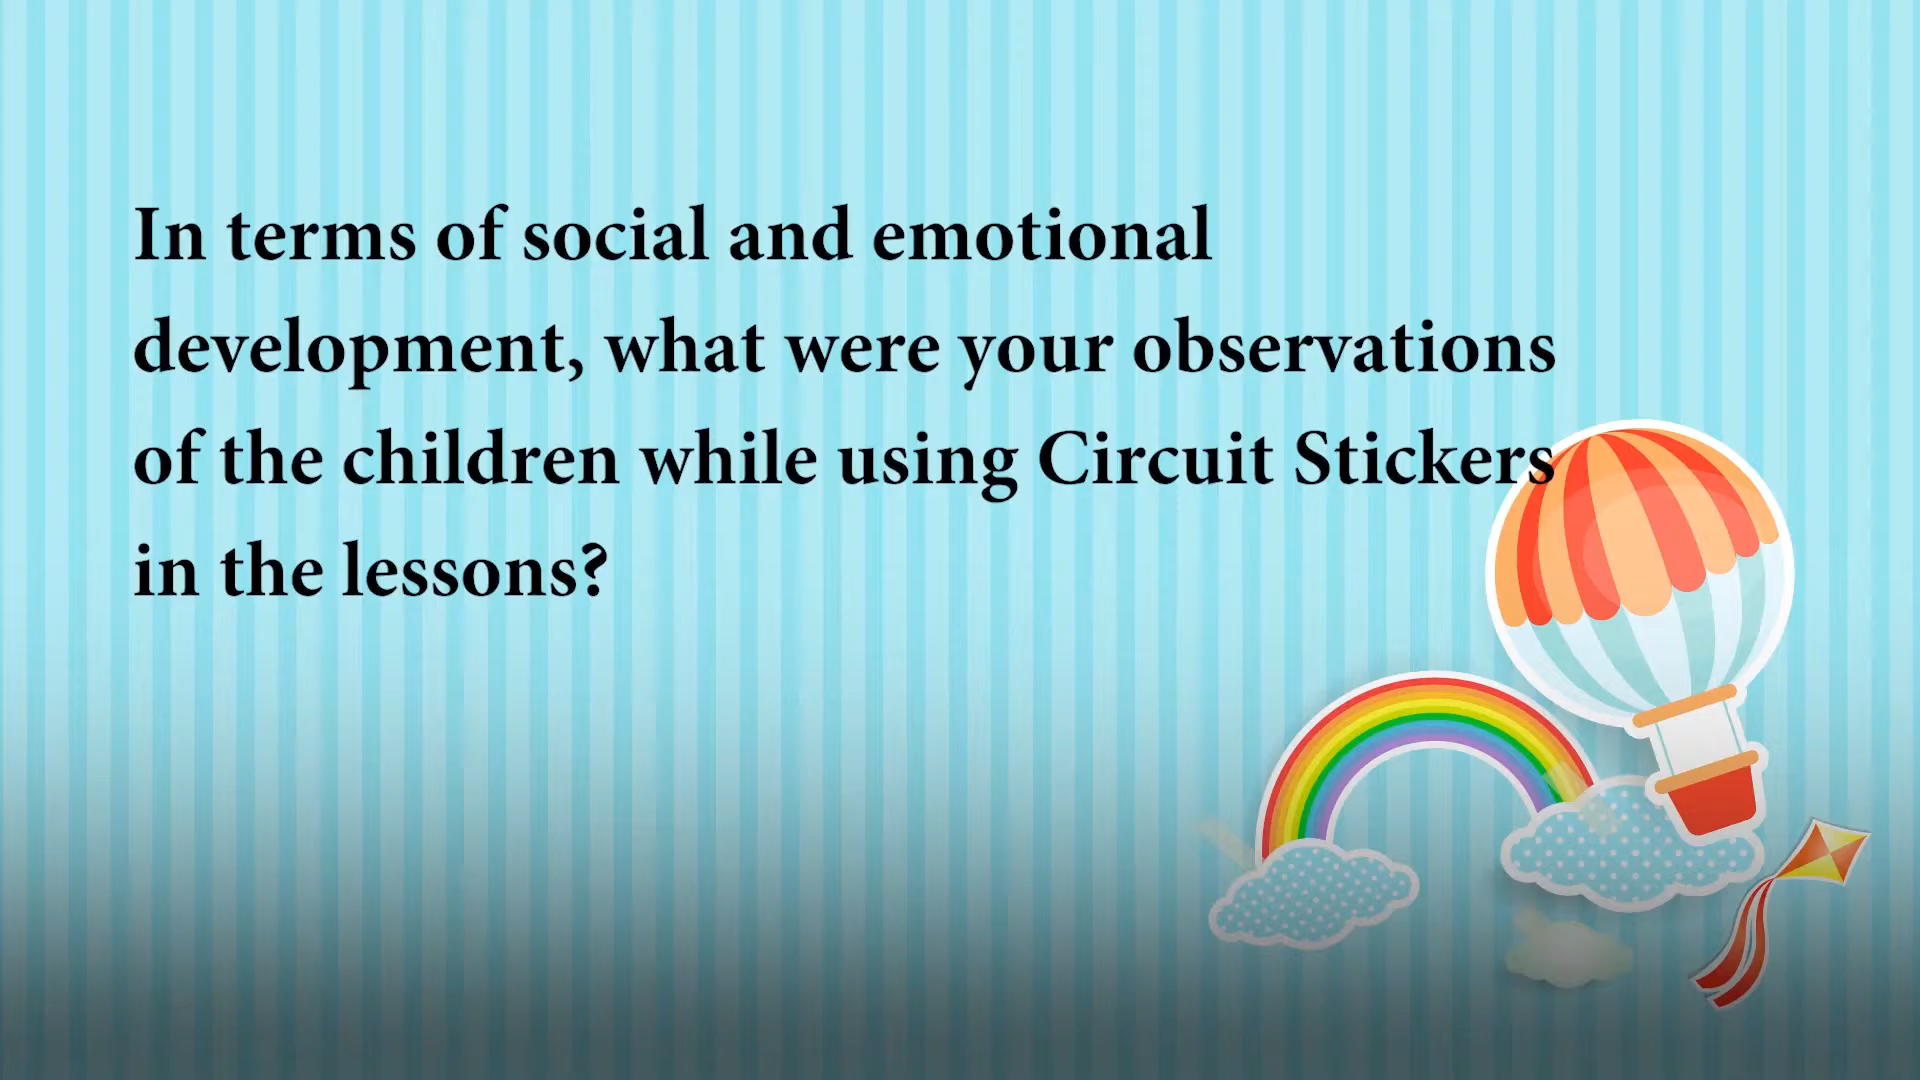 In terms of social and emotional
development, what were your observations
of the children while using Circuit Stickers
in the lessons?